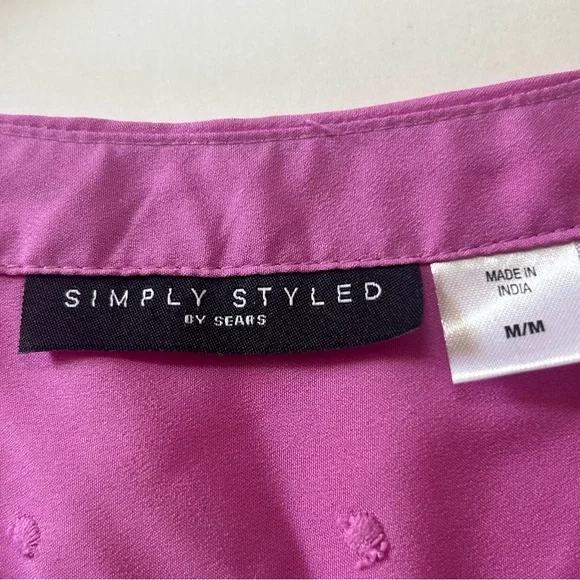 SIMPLY STYLED
BY SEARS
MADE IN
INDIA
M/M